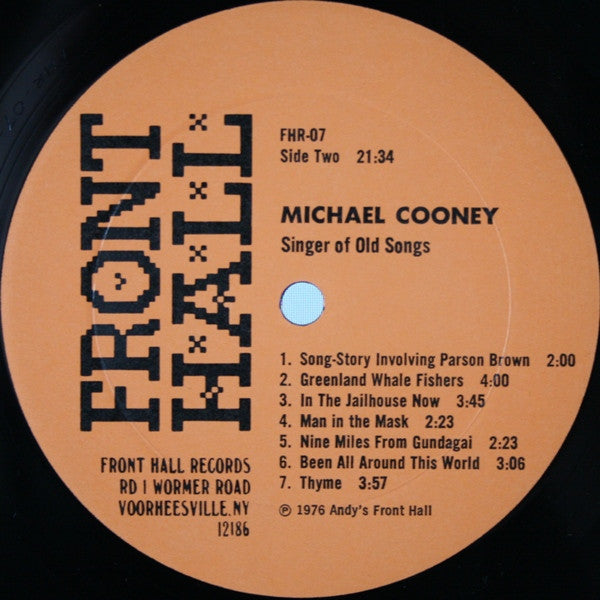 FRONT
HALL
FHR-07
Side Two 21:34
MICHAEL COONEY
Singer of Old Songs
1. Song-Story Involving Parson Brown 2:00
2. Greenland Whale Fishers 4:00
3. In The Jailhouse Now 3:45
4. Man in the Mask 2:23
5. Nine Miles From Gundagai 2:23
6. Been All Around This World 3:06
7. Thyme 3:57
℗ 1976 Andy's Front Hall
FRONT HALL RECORDS
RD 1 WORMER ROAD
VOORHEESVILLE, NY
12186